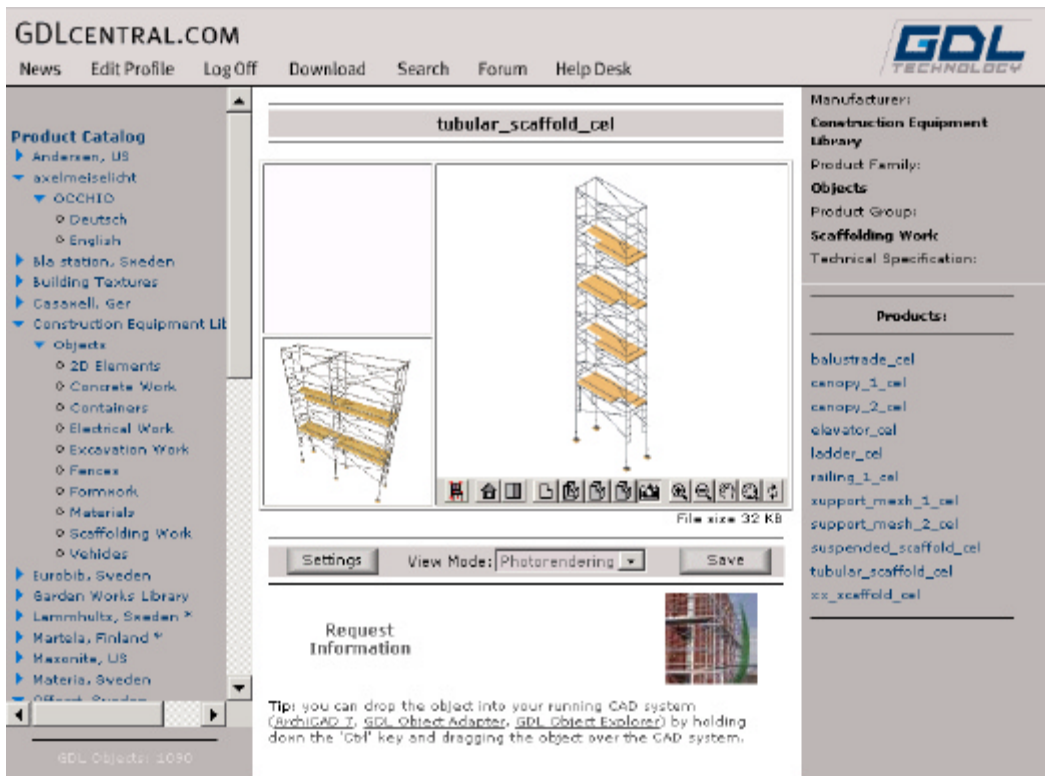 GDLCENTRAL.COM
GDL
TECHNOLOGY
News Edit Profile Log Off Download Search Forum Help Desk
Product Catalog
Andersen, US
axelmeiselicht
OCCHIO
Deutsch
English
Bla station, Sweden
Building Textures
Casawell, Ger
Construction Equipment Lib
Objects
2D Elements
Concrete Work
Containers
Electrical Work
Excavation Work
Fences
Formwork
Materials
Scaffolding Work
Vehicles
Eurobib, Sweden
Garden Works Library
Lammhults, Sweden *
Martela, Finland *
Masonite, US
Materia, Sweden
Offecct, Sweden
GDL Objects: 1090
tubular_scaffold_cel
File size 32 KB
Settings View Mode: Photorendering Save
Request
Information
Tip: you can drop the object into your running CAD system
(ArchiCAD 7, GDL Object Adapter, GDL Object Explorer) by holding
down the 'Ctrl' key and dragging the object over the CAD system.
Manufacturer:
Construction Equipment
Library
Product Family:
Objects
Product Group:
Scaffolding Work
Technical Specification:
Products:
balustrade_cel
canopy_1_cel
canopy_2_cel
elevator_cel
ladder_cel
railing_1_cel
support_mesh_1_cel
support_mesh_2_cel
suspended_scaffold_cel
tubular_scaffold_cel
xx_scaffold_cel